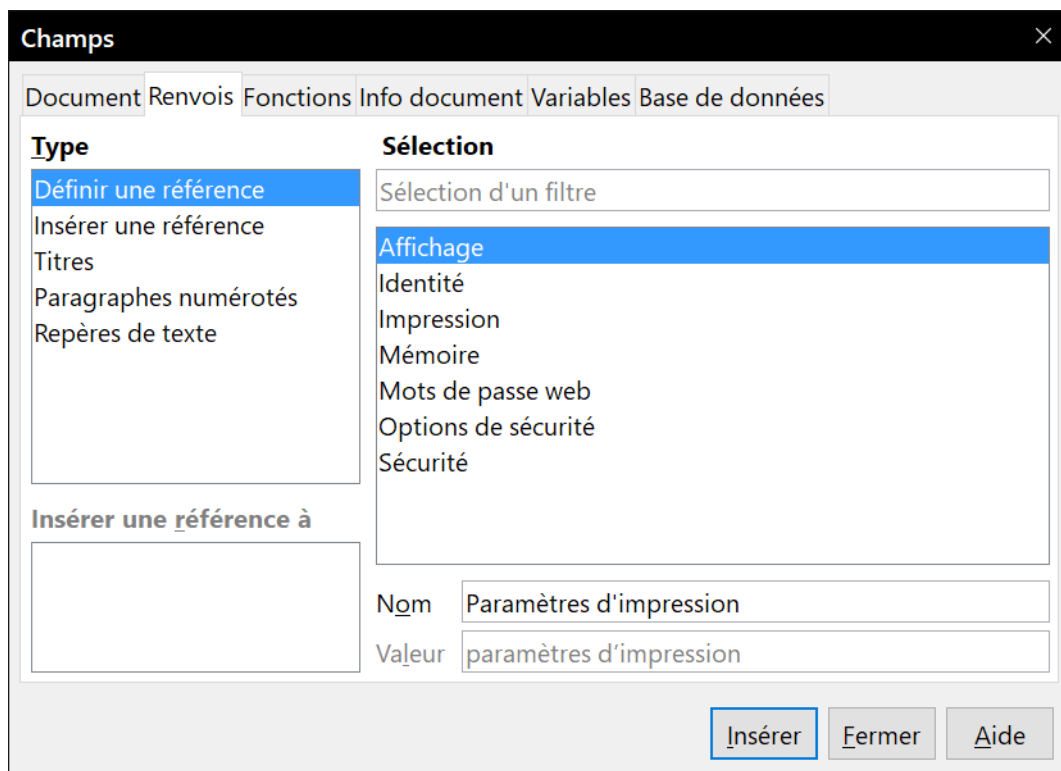 Champs
Document Renvois Fonctions Info document Variables Base de données
Type
Définir une référence
Insérer une référence
Titres
Paragraphes numérotés
Repères de texte
Insérer une référence à
Sélection
Sélection d'un filtre
Affichage
Identité
Impression
Mémoire
Mots de passe web
Options de sécurité
Sécurité
Nom Paramètres d'impression
Valeur paramètres d’impression
Insérer Fermer Aide